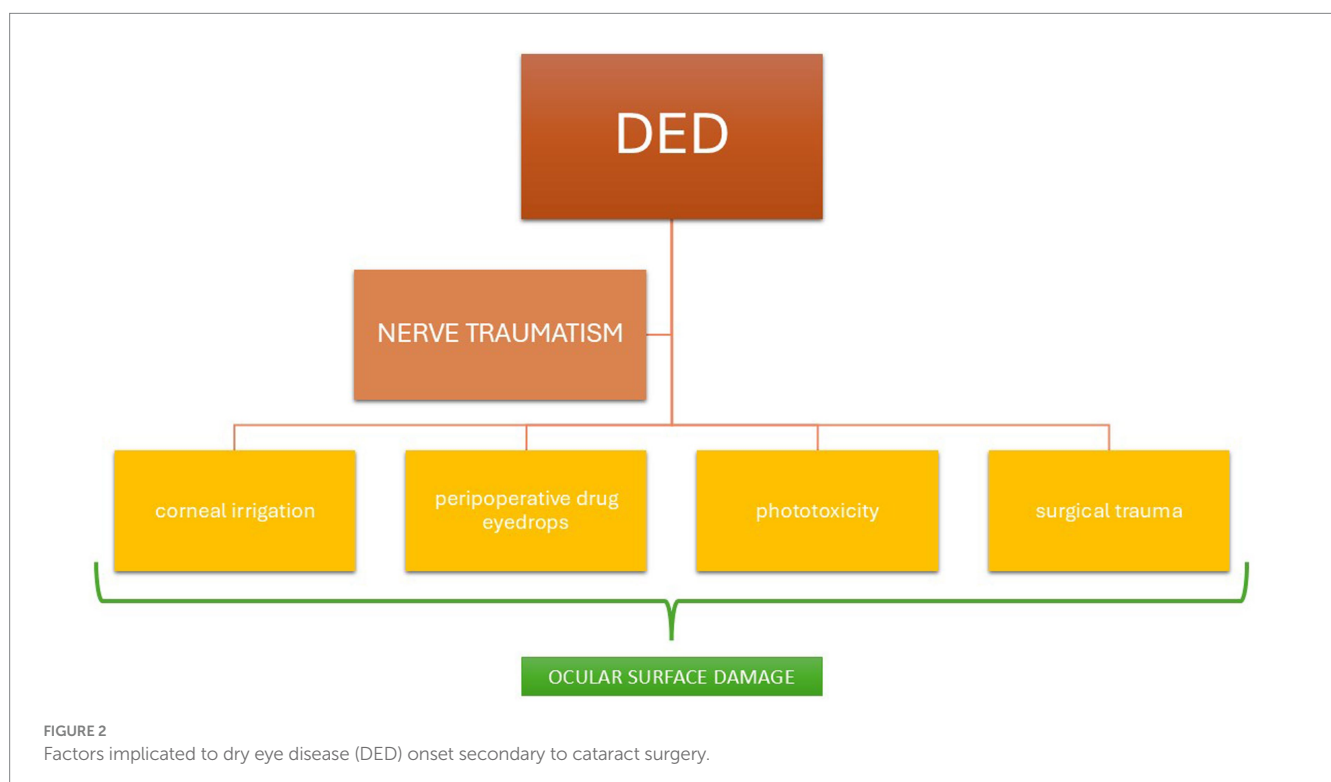 DED
NERVE TRAUMATISM
corneal irrigation
peripoperative drug
eyedrops
phototoxicity
surgical trauma
OCULAR SURFACE DAMAGE
FIGURE 2
Factors implicated to dry eye disease (DED) onset secondary to cataract surgery.